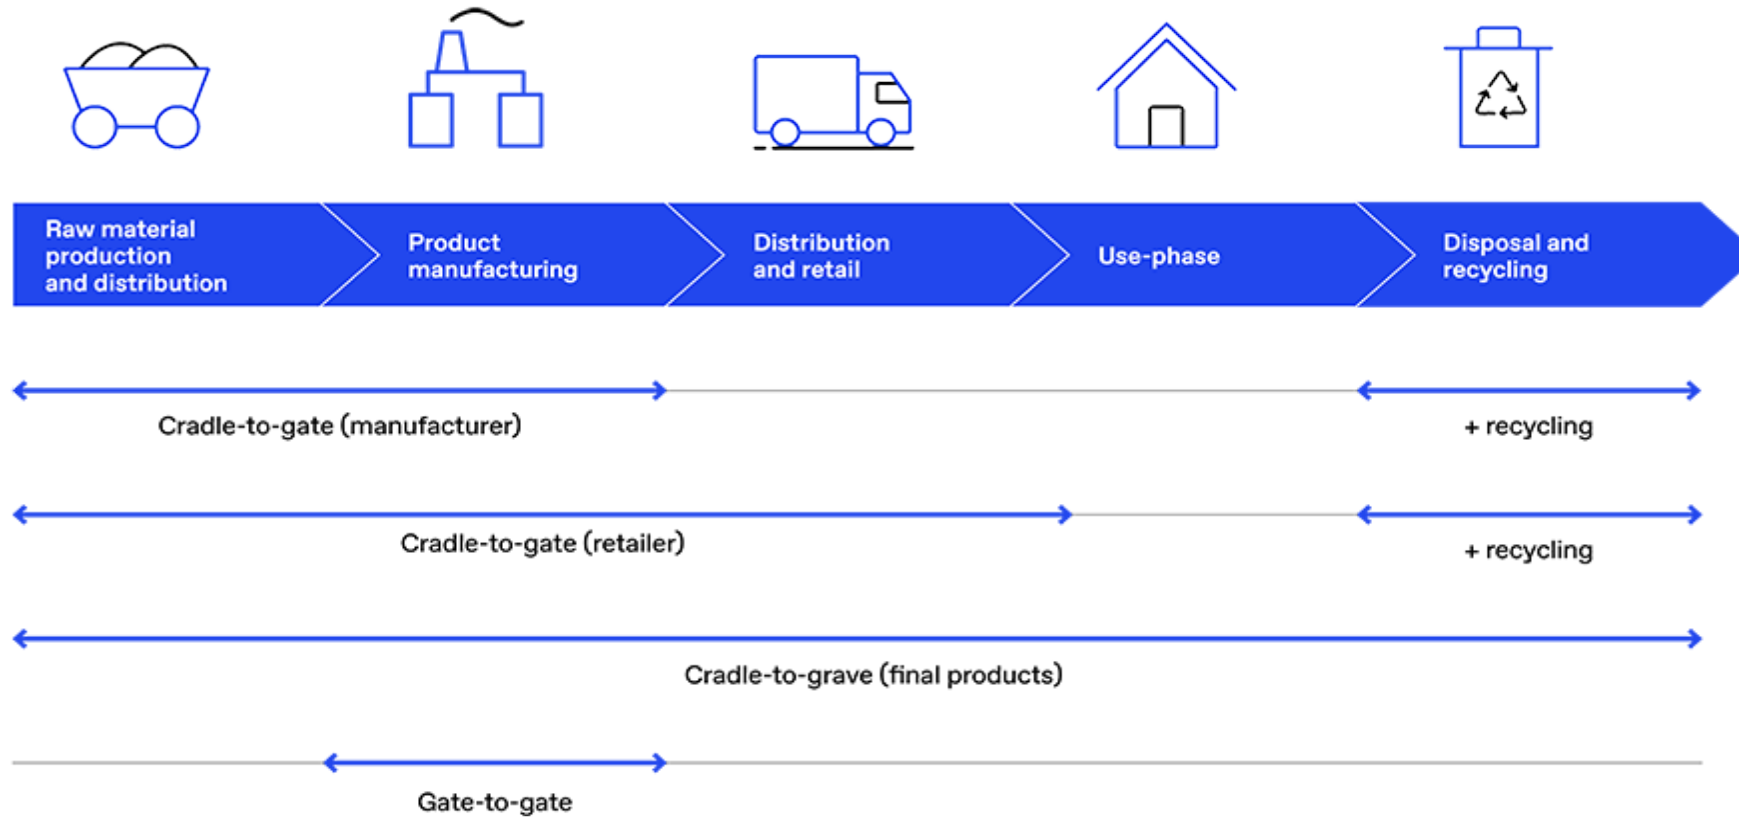 Raw material
production
and distribution
Product
manufacturing
Distribution
and retail
Use-phase
Disposal and
recycling
Cradle-to-gate (manufacturer)
+ recycling
Cradle-to-gate (retailer)
+ recycling
Cradle-to-grave (final products)
Gate-to-gate